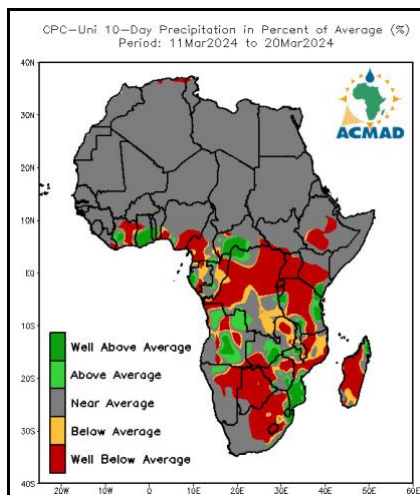 CPC-Uni 10-Day Precipitation in Percent of Average (%)
Period: 11Mar2024 to 20Mar2024
40N
30N
20N
10N
EQ
10S
20S
30S
40S
ACMAD
Well Above Average
Above Average
Near Average
Below Average
Well Below Average
20W 10W 0 10E 20E 30E 40E 50E 60E